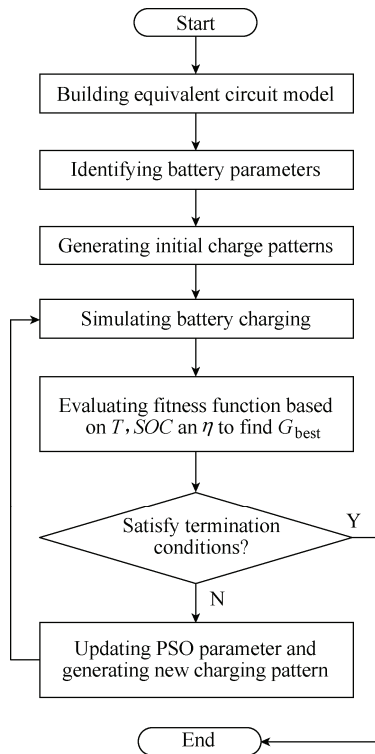 Start
Building equivalent circuit model
Identifying battery parameters
Generating initial charge patterns
Simulating battery charging
Evaluating fitness function based
on T, SOC an η to find G_best
Satisfy termination
conditions?
Y
N
Updating PSO parameter and
generating new charging pattern
End